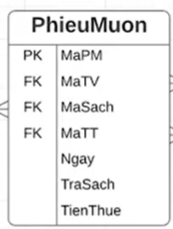 PhieuMuon
PK MaPM
FK MaTV
FK MaSach
FK MaTT
Ngay
TraSach
TienThue